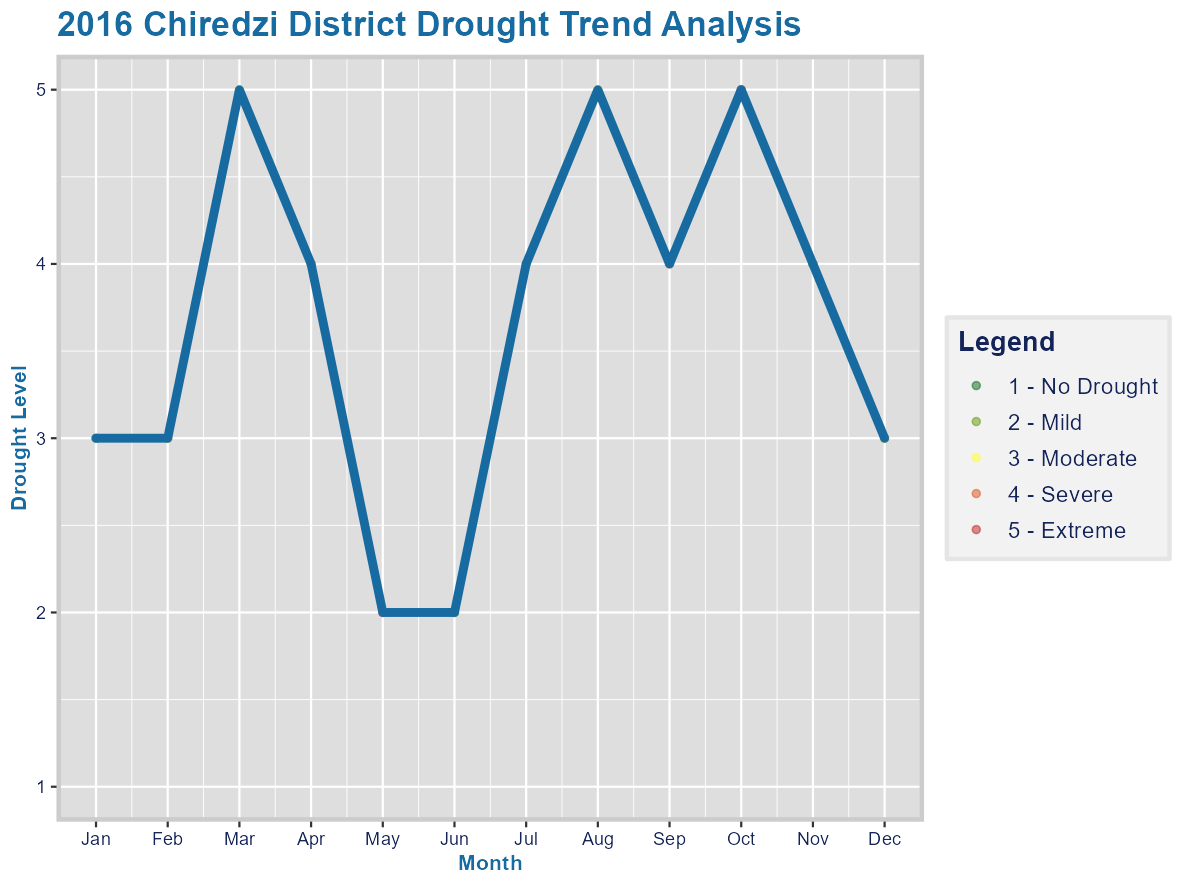 2016 Chiredzi District Drought Trend Analysis
Drought Level
5
4
3
2
1
Jan Feb Mar Apr May Jun Jul Aug Sep Oct Nov Dec
Month
Legend
1 - No Drought
2 - Mild
3 - Moderate
4 - Severe
5 - Extreme